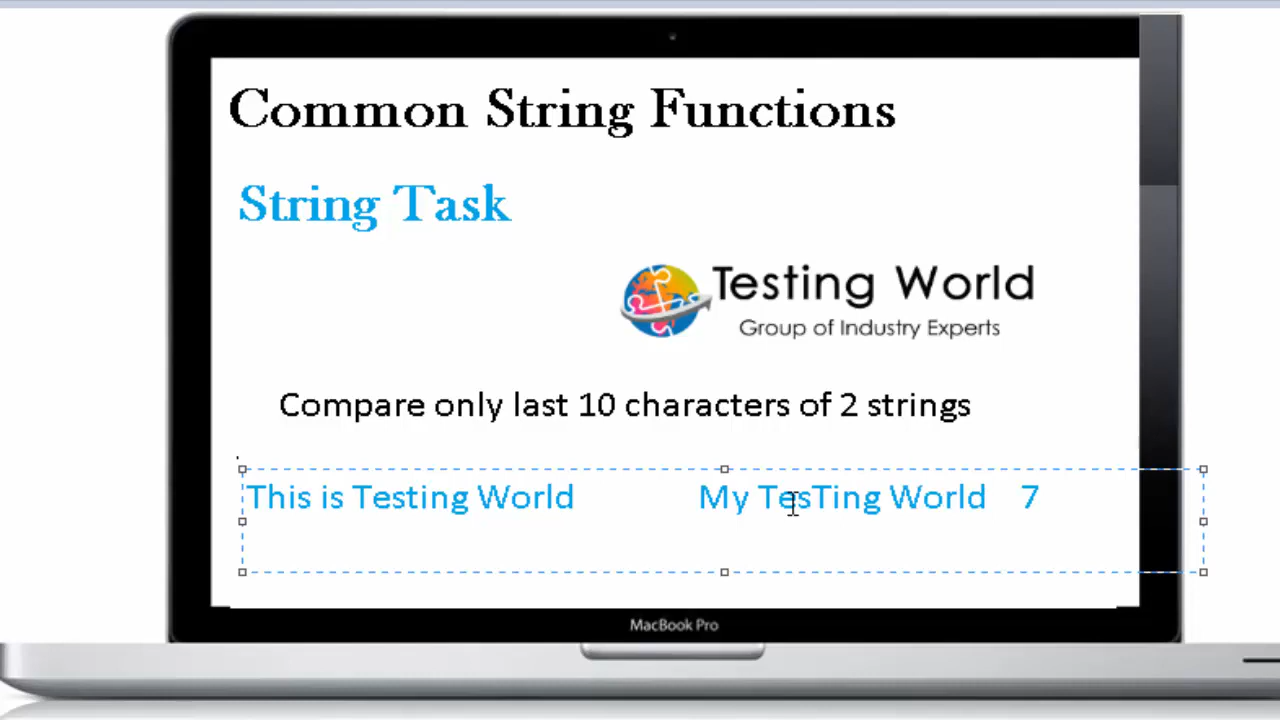 Common String Functions
String Task
Testing World
Group of Industry Experts
Compare only last 10 characters of 2 strings
This is Testing World My TesTing World 7
MacBook Pro